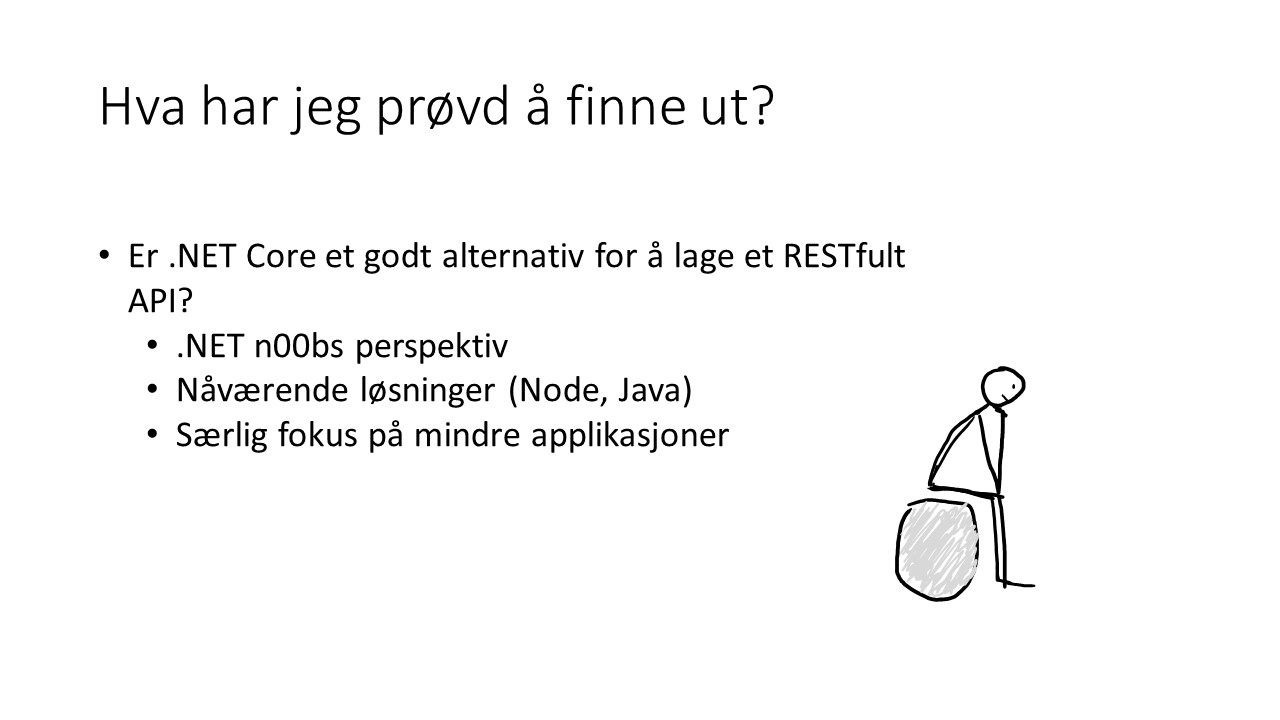 Hva har jeg prøvd å finne ut?
• Er .NET Core et godt alternativ for å lage et RESTfult
API?
• .NET n00bs perspektiv
• Nåværende løsninger (Node, Java)
• Særlig fokus på mindre applikasjoner